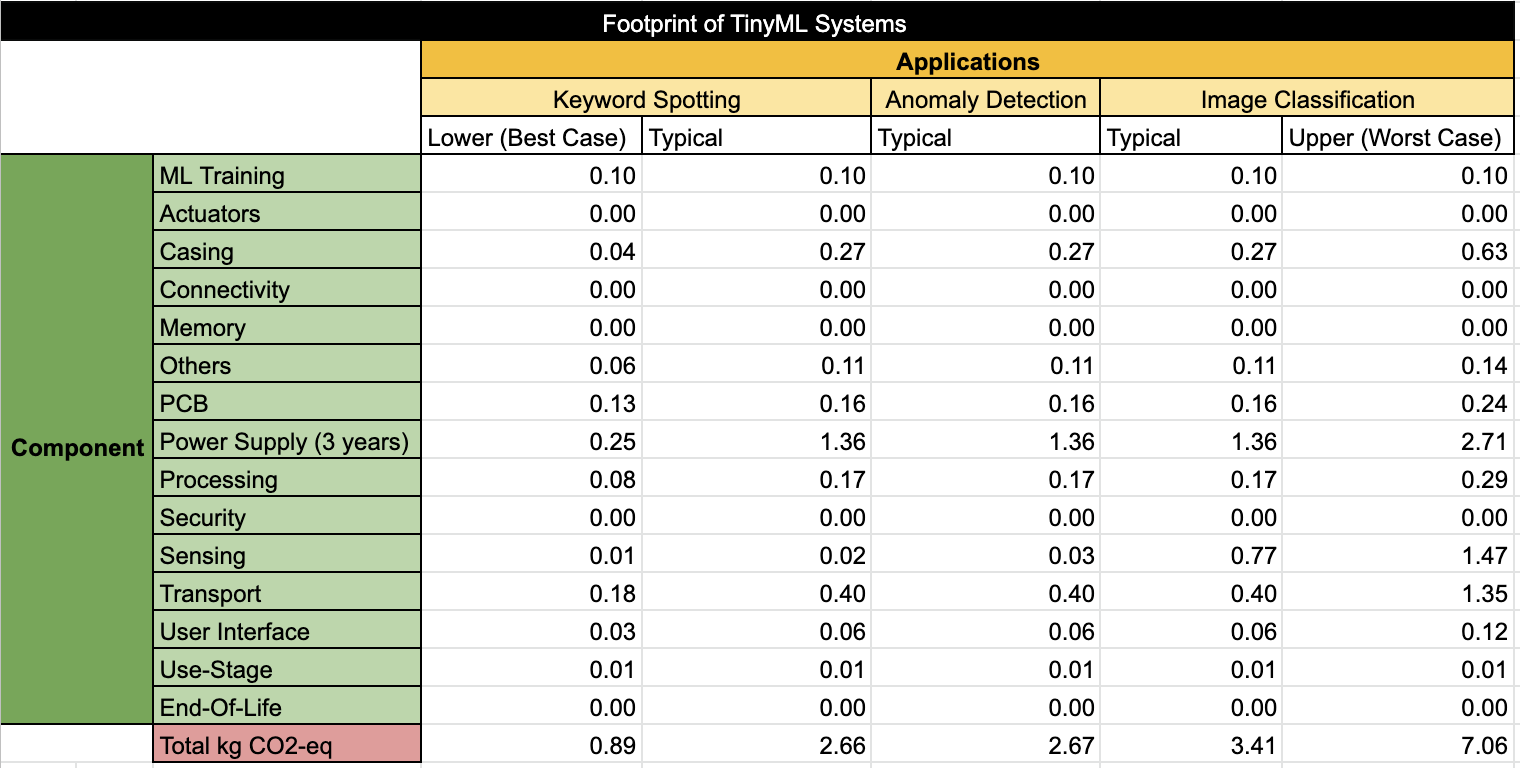 Footprint of TinyML Systems
Applications
Keyword Spotting Anomaly Detection Image Classification
Lower (Best Case) Typical Typical Typical Upper (Worst Case)
Component
ML Training 0.10 0.10 0.10 0.10 0.10
Actuators 0.00 0.00 0.00 0.00 0.00
Casing 0.04 0.27 0.27 0.27 0.63
Connectivity 0.00 0.00 0.00 0.00 0.00
Memory 0.00 0.00 0.00 0.00 0.00
Others 0.06 0.11 0.11 0.11 0.14
PCB 0.13 0.16 0.16 0.16 0.24
Power Supply (3 years) 0.25 1.36 1.36 1.36 2.71
Processing 0.08 0.17 0.17 0.17 0.29
Security 0.00 0.00 0.00 0.00 0.00
Sensing 0.01 0.02 0.03 0.77 1.47
Transport 0.18 0.40 0.40 0.40 1.35
User Interface 0.03 0.06 0.06 0.06 0.12
Use-Stage 0.01 0.01 0.01 0.01 0.01
End-Of-Life 0.00 0.00 0.00 0.00 0.00
Total kg CO2-eq 0.89 2.66 2.67 3.41 7.06